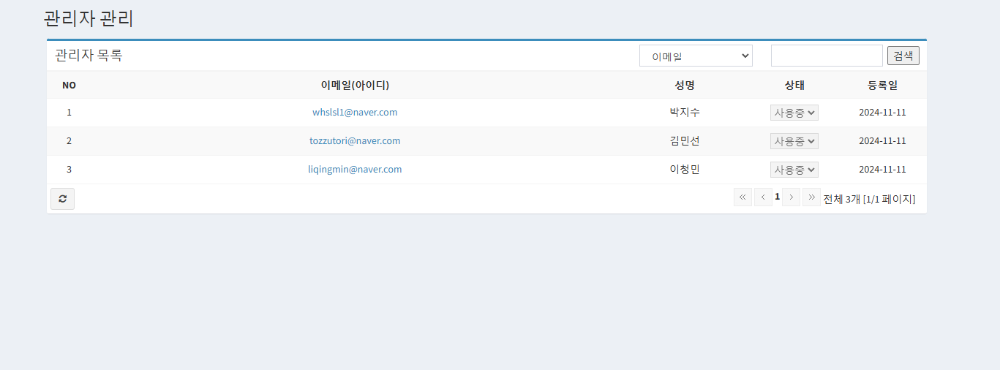 관리자 관리
관리자 목록 이메일 검색
NO 이메일(아이디) 성명 상태 등록일
1 whslsl1@naver.com 박지수 사용중 2024-11-11
2 tozzutori@naver.com 김민선 사용중 2024-11-11
3 liqingmin@naver.com 이청민 사용중 2024-11-11
« ‹ 1 › » 전체 3개 [1/1 페이지]